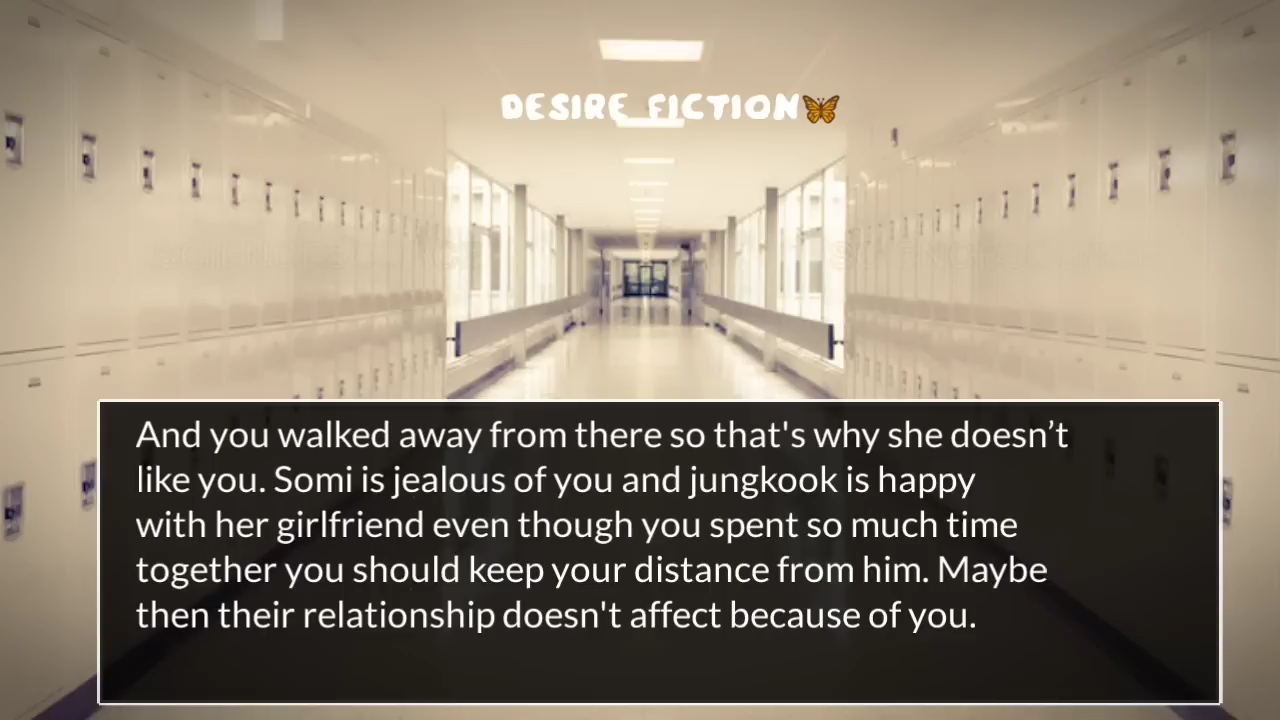 DESIRE FICTION🦋
And you walked away from there so that's why she doesn’t
like you. Somi is jealous of you and jungkook is happy
with her girlfriend even though you spent so much time
together you should keep your distance from him. Maybe
then their relationship doesn't affect because of you.